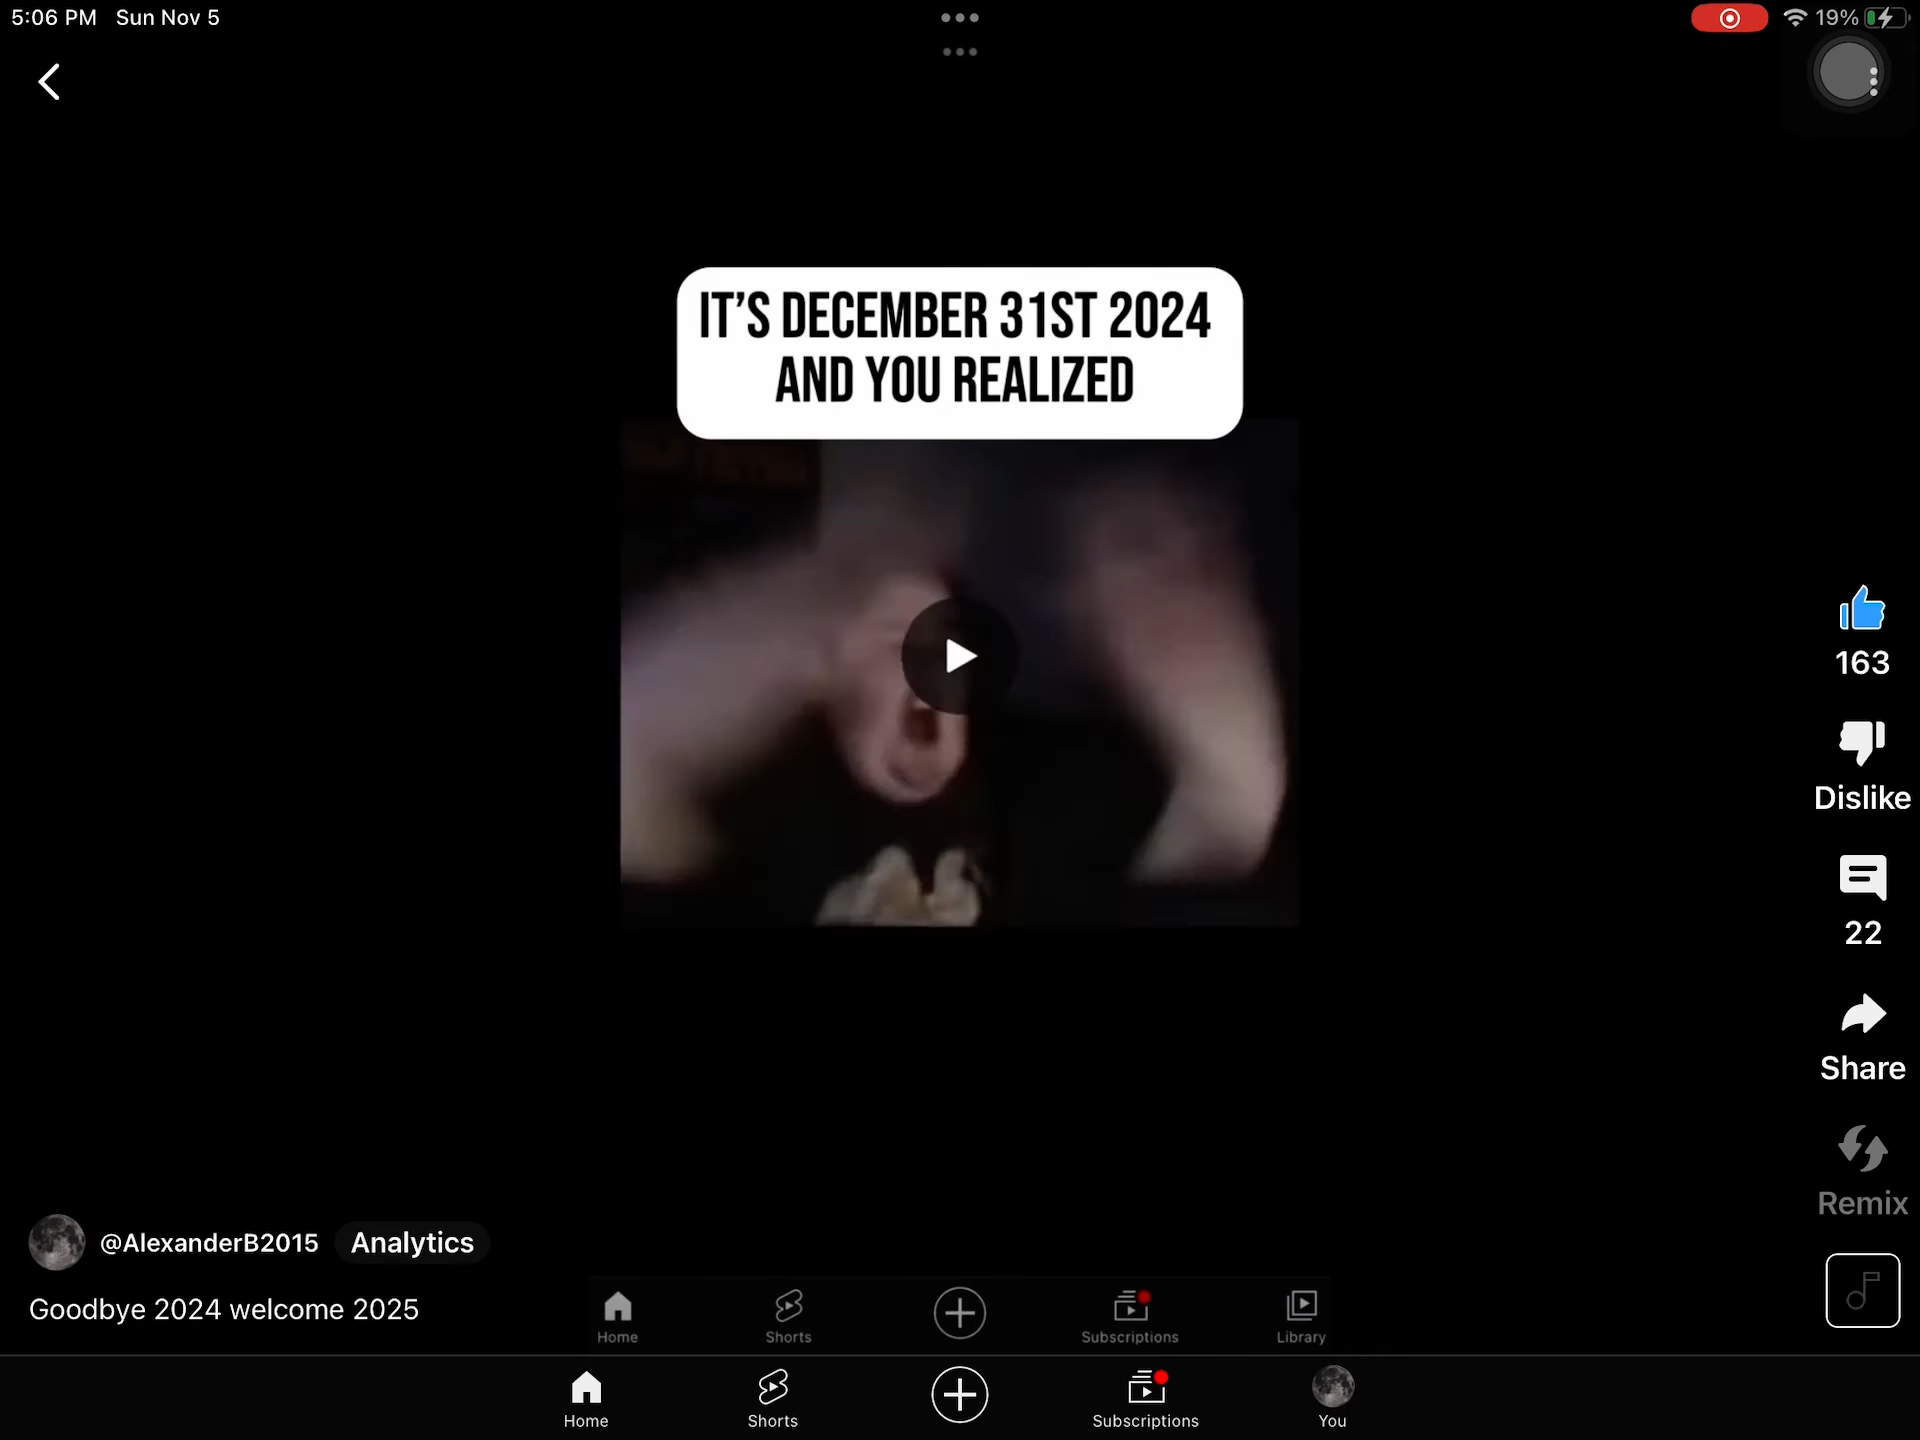 5:06 PM Sun Nov 5
19%
IT'S DECEMBER 31ST 2024
AND YOU REALIZED
163
Dislike
22
Share
Remix
@AlexanderB2015 Analytics
Goodbye 2024 welcome 2025
Home Shorts Subscriptions Library
Home Shorts Subscriptions You